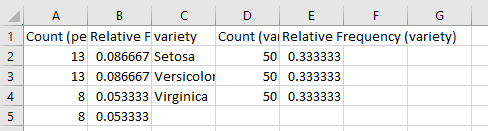 A B C D E F G
1 Count (pe Relative F variety Count (var Relative Frequency (variety)
2 13 0.086667 Setosa 50 0.333333
3 13 0.086667 Versicolor 50 0.333333
4 8 0.053333 Virginica 50 0.333333
5 8 0.053333